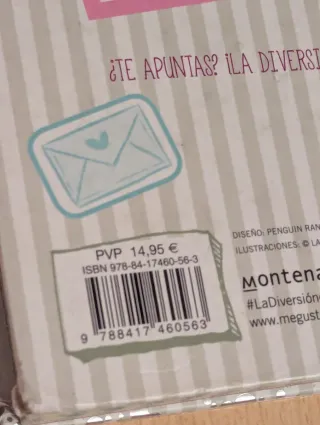 ¿TE APUNTAS? ¡LA DIVERSI
DISEÑO: PENGUIN RAN
ILUSTRACIONES: © LA
PVP 14,95 €
ISBN 978-84-17460-56-3
9 788417 460563
Montena
#LaDiversión
www.megust